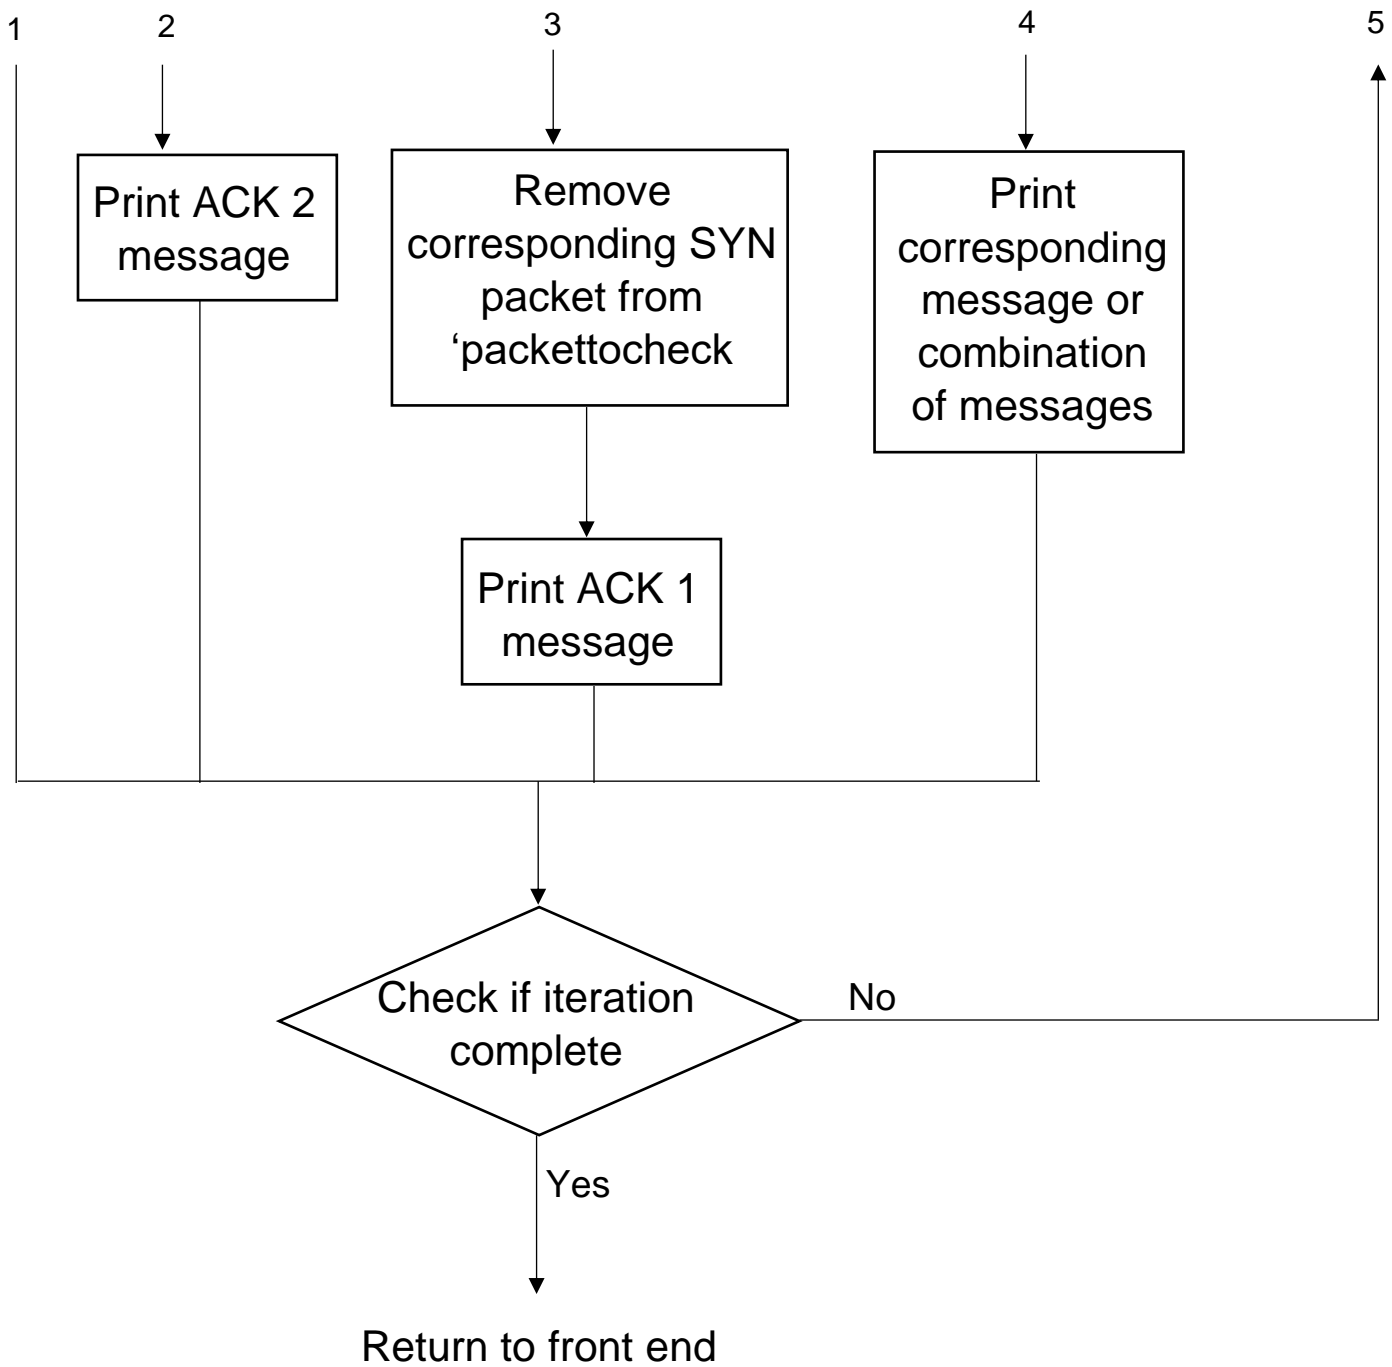 1
2
3
4
5
Print ACK 2
message
Remove
corresponding SYN
packet from
‘packettocheck
Print
corresponding
message or
combination
of messages
Print ACK 1
message
Check if iteration
complete
No
Yes
Return to front end